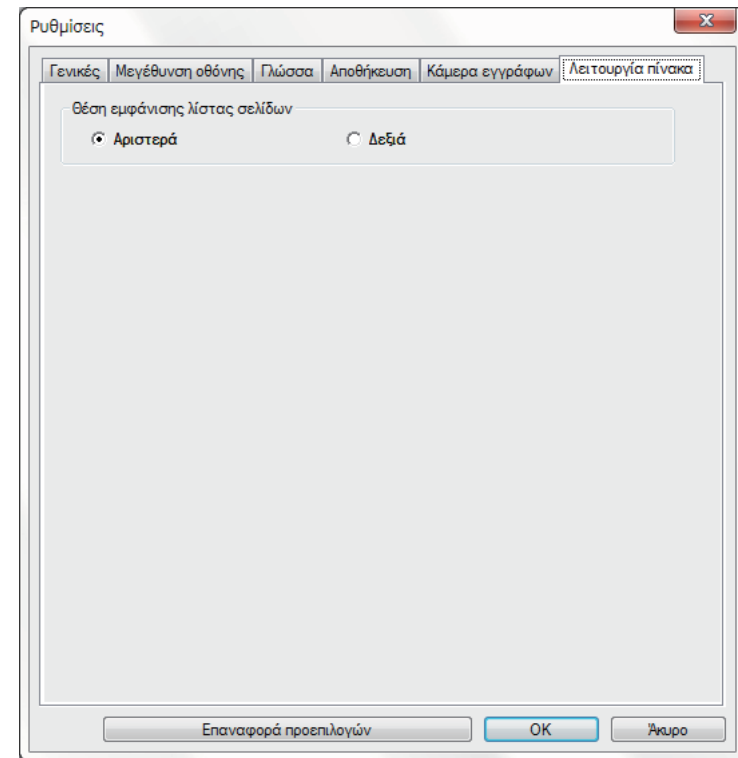 Ρυθμίσεις
Γενικές Μεγέθυνση οθόνης Γλώσσα Αποθήκευση Κάμερα εγγράφων Λειτουργία πίνακα
Θέση εμφάνισης λίστας σελίδων
Αριστερά Δεξιά
Επαναφορά προεπιλογών OK Άκυρο